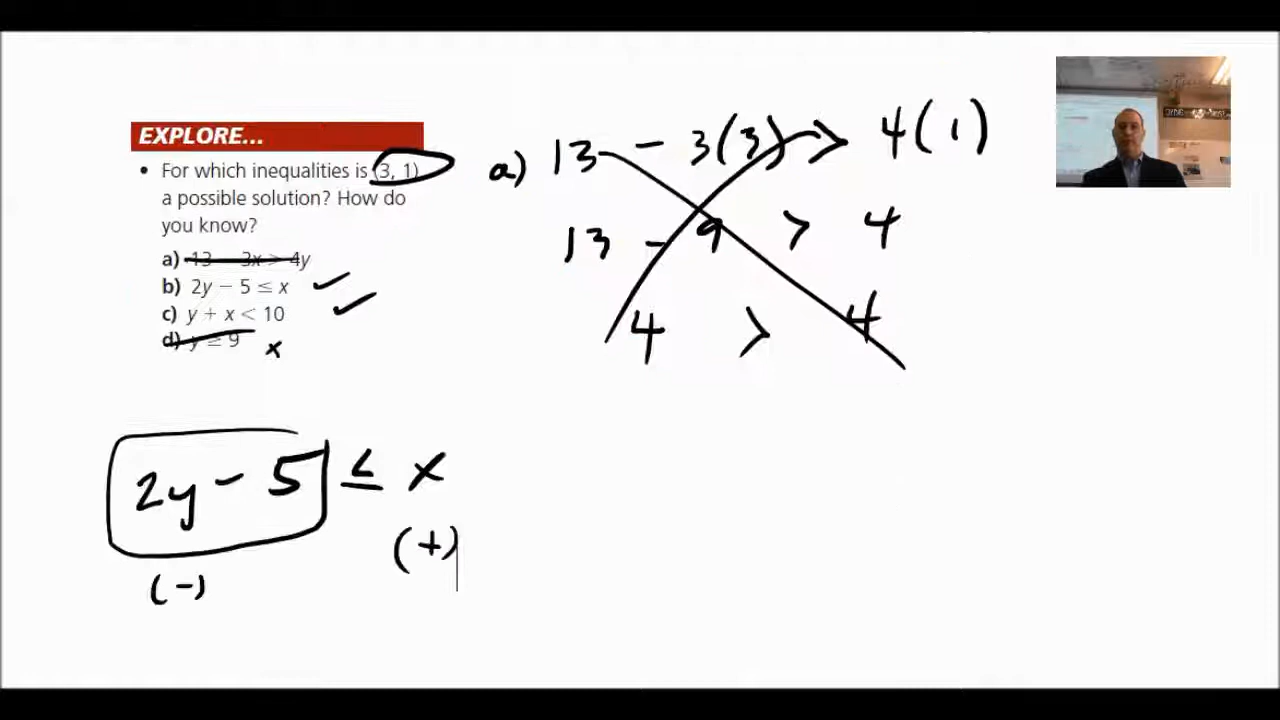 EXPLORE...
• For which inequalities is (3, 1)
a possible solution? How do
you know?
a) 13 − 3x > 4y
b) 2y − 5 ≤ x
c) y + x < 10
d) y ≥ 9 x
a) 13 - 3(3) > 4(1)
13 - 9 > 4
4 > 4
2y - 5 ≤ x
(-) (+)